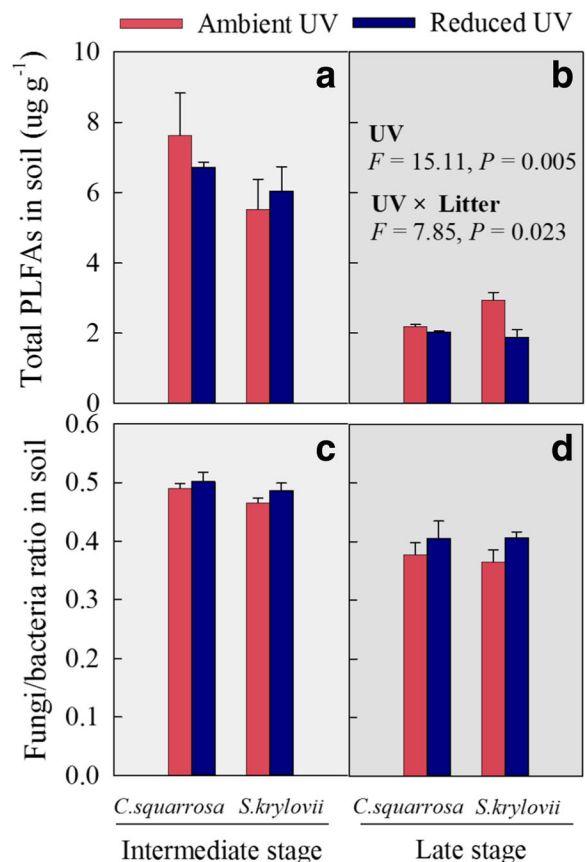 Ambient UV Reduced UV
Total PLFAs in soil (ug g⁻¹)
10
8
6
4
2
0
a
b
UV
F = 15.11, P = 0.005
UV × Litter
F = 7.85, P = 0.023
Fungi/bacteria ratio in soil
0.6
0.5
0.4
0.3
0.2
0.1
0.0
c
d
C.squarrosa S.krylovii C.squarrosa S.krylovii
Intermediate stage Late stage